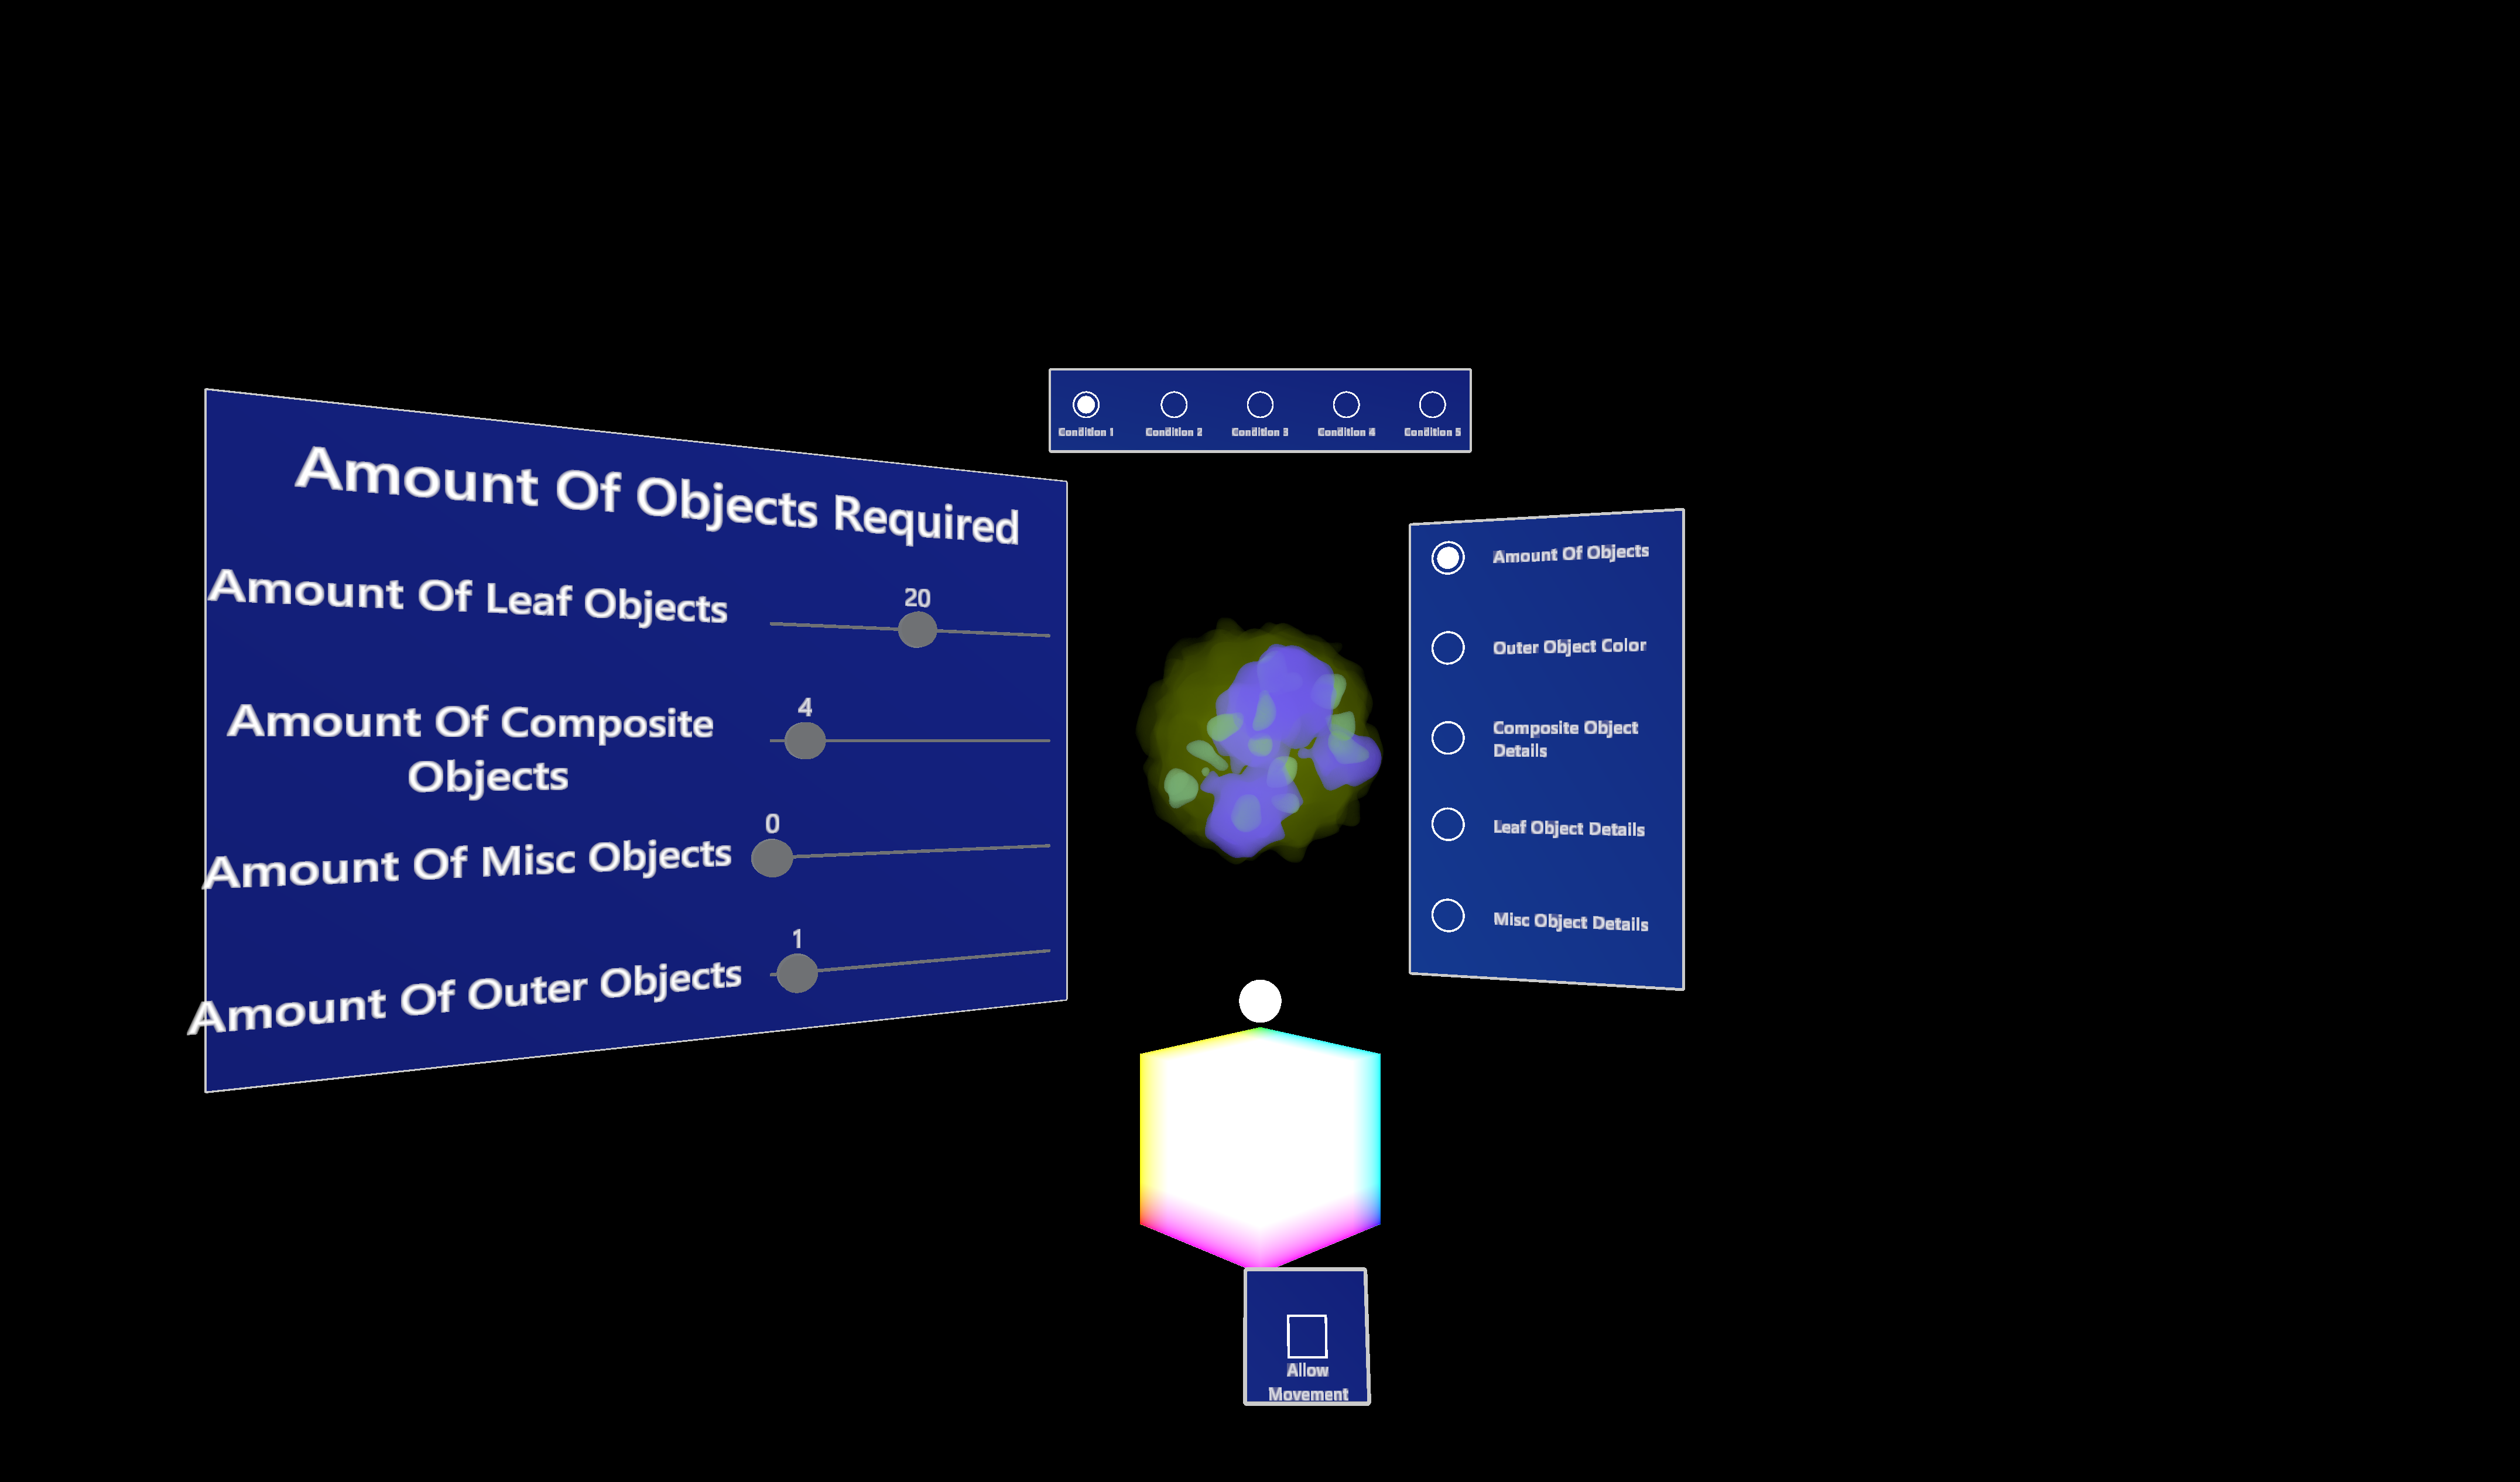 Condition 1
Condition 2
Condition 3
Condition 4
Condition 5
Amount Of Objects Required
Amount Of Leaf Objects
20
Amount Of Composite
Objects
4
Amount Of Misc Objects
0
Amount Of Outer Objects
1
Amount Of Objects
Outer Object Color
Composite Object
Details
Leaf Object Details
Misc Object Details
Allow
Movement